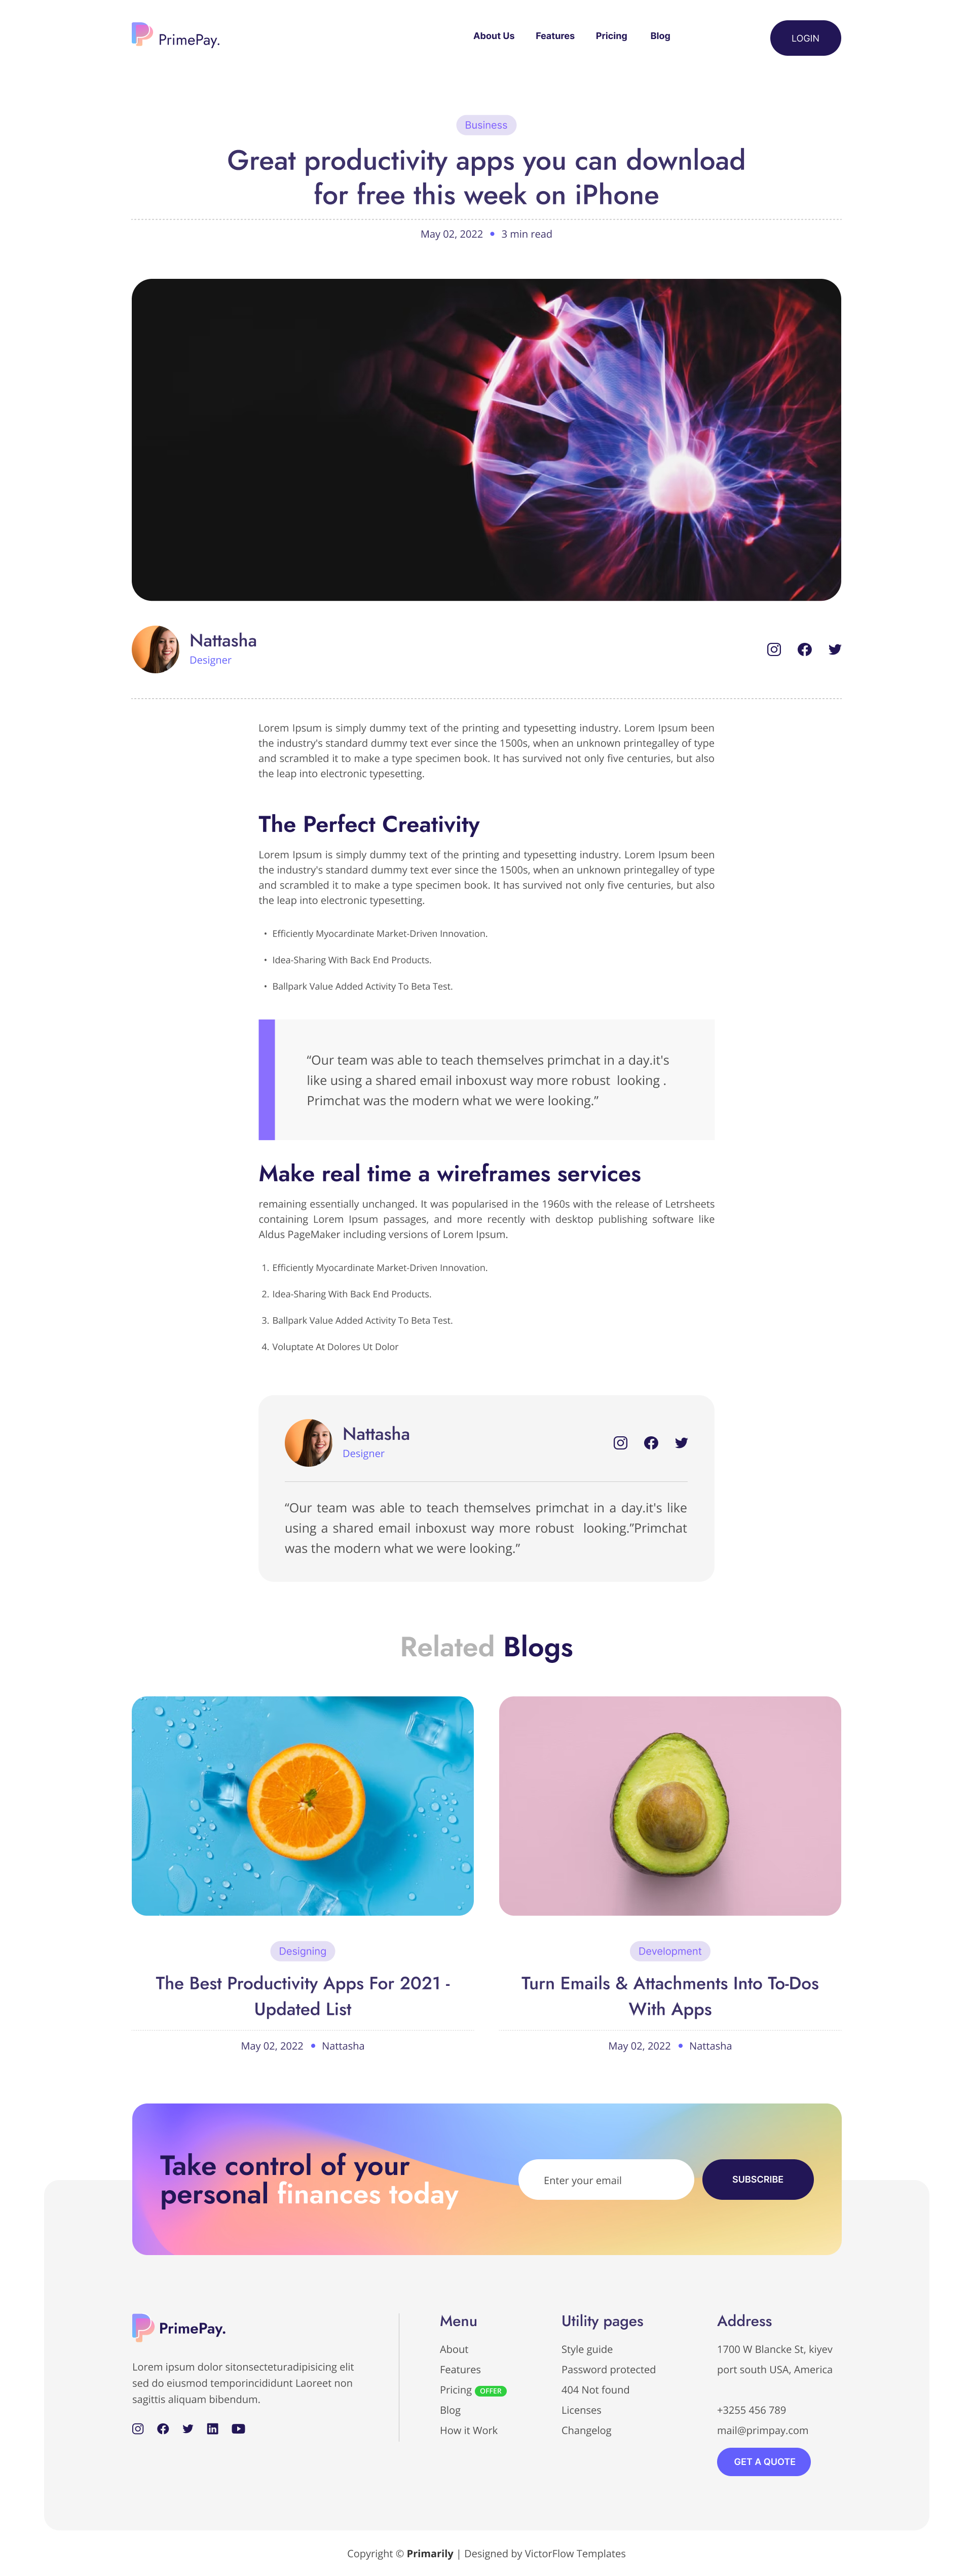 PrimePay.
About Us Features Pricing Blog
LOGIN
Business
Great productivity apps you can download
for free this week on iPhone
May 02, 2022 • 3 min read
Nattasha
Designer
Lorem Ipsum is simply dummy text of the printing and typesetting industry. Lorem Ipsum been
the industry's standard dummy text ever since the 1500s, when an unknown printegalley of type
and scrambled it to make a type specimen book. It has survived not only five centuries, but also
the leap into electronic typesetting.
The Perfect Creativity
Lorem Ipsum is simply dummy text of the printing and typesetting industry. Lorem Ipsum been
the industry's standard dummy text ever since the 1500s, when an unknown printegalley of type
and scrambled it to make a type specimen book. It has survived not only five centuries, but also
the leap into electronic typesetting.
• Efficiently Myocardinate Market-Driven Innovation.
• Idea-Sharing With Back End Products.
• Ballpark Value Added Activity To Beta Test.
“Our team was able to teach themselves primchat in a day.it's
like using a shared email inboxust way more robust  looking .
Primchat was the modern what we were looking.”
Make real time a wireframes services
remaining essentially unchanged. It was popularised in the 1960s with the release of Letrsheets
containing Lorem Ipsum passages, and more recently with desktop publishing software like
Aldus PageMaker including versions of Lorem Ipsum.
1. Efficiently Myocardinate Market-Driven Innovation.
2. Idea-Sharing With Back End Products.
3. Ballpark Value Added Activity To Beta Test.
4. Voluptate At Dolores Ut Dolor
Nattasha
Designer
“Our team was able to teach themselves primchat in a day.it's like
using a shared email inboxust way more robust  looking.”Primchat
was the modern what we were looking.”
Related Blogs
Designing
The Best Productivity Apps For 2021 -
Updated List
May 02, 2022 • Nattasha
Development
Turn Emails & Attachments Into To-Dos
With Apps
May 02, 2022 • Nattasha
Take control of your
personal finances today
Enter your email
SUBSCRIBE
PrimePay.
Lorem ipsum dolor sitonsecteturadipisicing elit
sed do eiusmod temporincididunt Laoreet non
sagittis aliquam bibendum.
Menu
About
Features
Pricing OFFER
Blog
How it Work
Utility pages
Style guide
Password protected
404 Not found
Licenses
Changelog
Address
1700 W Blancke St, kiyev
port south USA, America
+3255 456 789
mail@primpay.com
GET A QUOTE
Copyright © Primarily | Designed by VictorFlow Templates